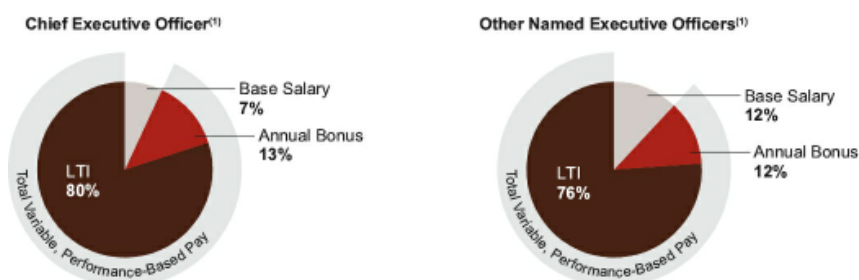 Chief Executive Officer(1)
Base Salary
7%
Annual Bonus
13%
LTI
80%
Total Variable, Performance-Based Pay
Other Named Executive Officers(1)
Base Salary
12%
Annual Bonus
12%
LTI
76%
Total Variable, Performance-Based Pay